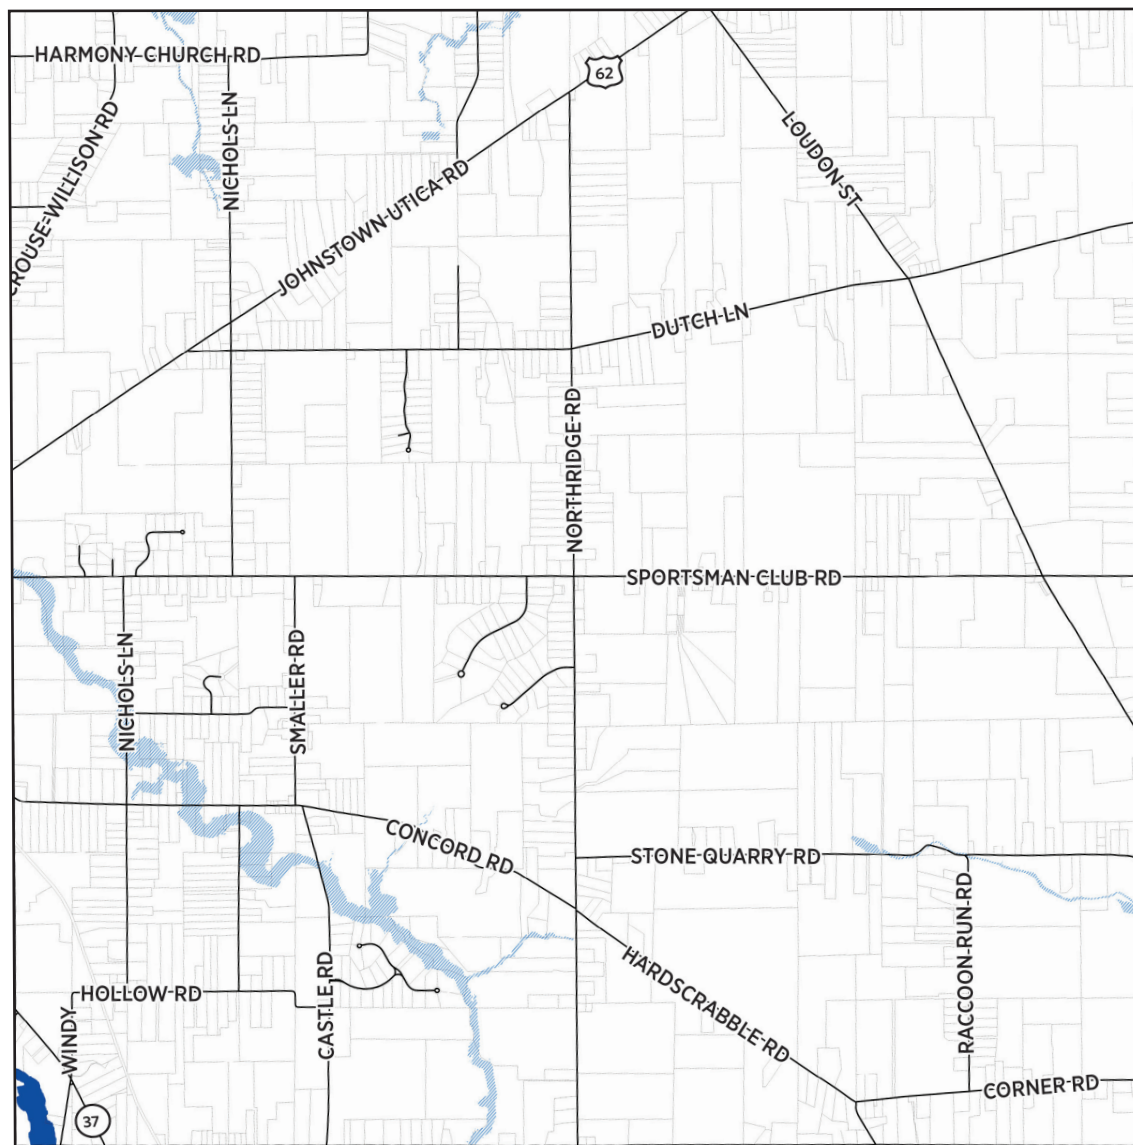 HARMONY CHURCH RD
62
CROUSE-WILLISON RD
NICHOLS LN
LOUDON ST
JOHNSTOWN UTICA RD
DUTCH LN
NORTHRIDGE RD
SPORTSMAN CLUB RD
NICHOLS LN
SMALLER RD
CONCORD RD
STONE QUARRY RD
RACCOON RUN RD
HARDSCRABBLE RD
HOLLOW RD
CASTLE RD
WINDY
CORNER RD
37